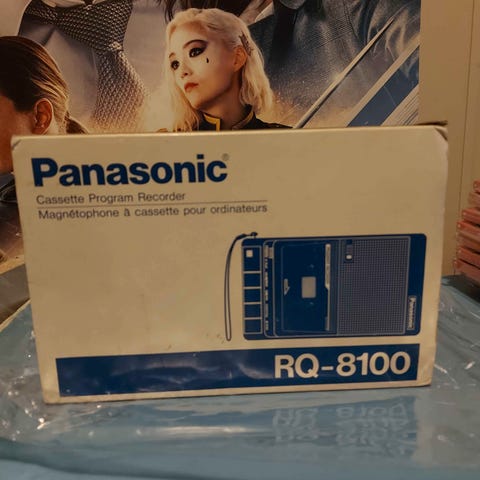 Panasonic®
Cassette Program Recorder
Magnétophone à cassette pour ordinateurs
Panasonic
RQ-8100